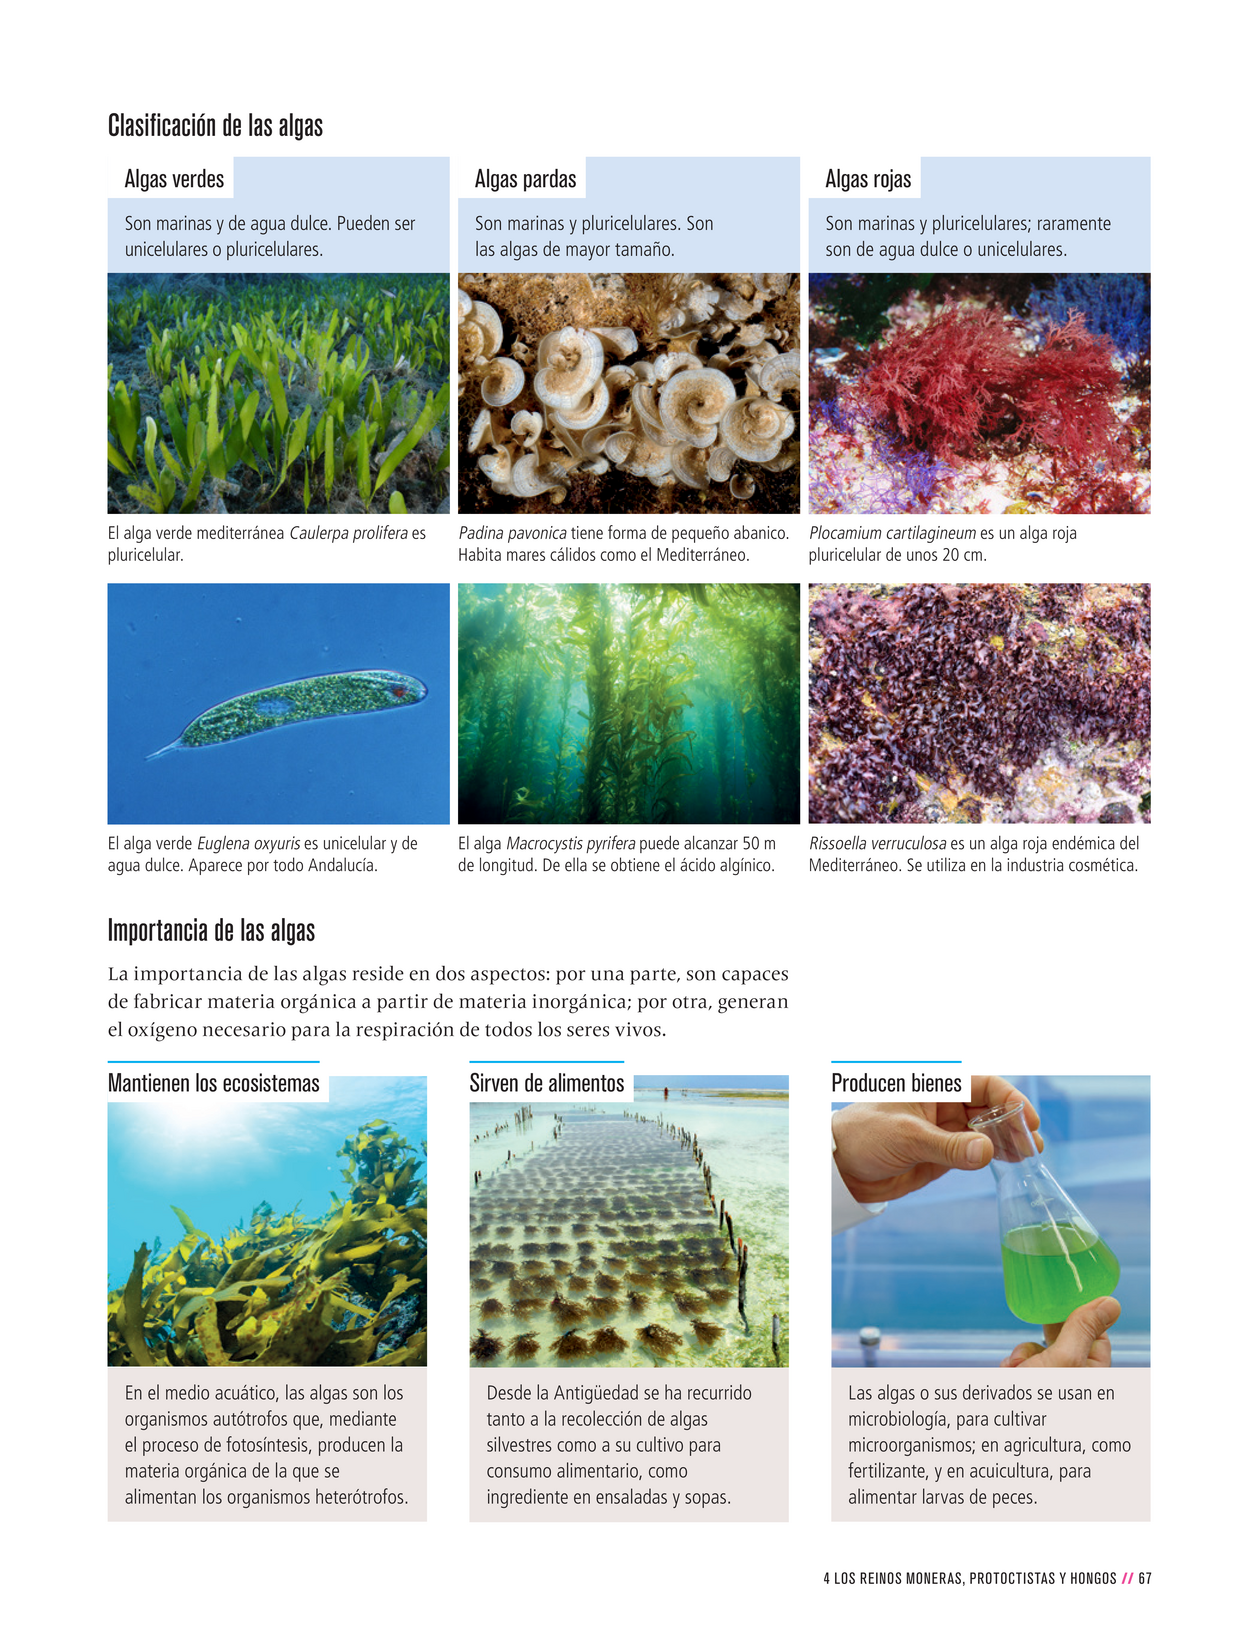 Clasificación de las algas
Algas verdes
Son marinas y de agua dulce. Pueden ser
unicelulares o pluricelulares.
Algas pardas
Son marinas y pluricelulares. Son
las algas de mayor tamaño.
Algas rojas
Son marinas y pluricelulares; raramente
son de agua dulce o unicelulares.
El alga verde mediterránea Caulerpa prolifera es
pluricelular.
Padina pavonica tiene forma de pequeño abanico.
Habita mares cálidos como el Mediterráneo.
Plocamium cartilagineum es un alga roja
pluricelular de unos 20 cm.
El alga verde Euglena oxyuris es unicelular y de
agua dulce. Aparece por todo Andalucía.
El alga Macrocystis pyrifera puede alcanzar 50 m
de longitud. De ella se obtiene el ácido algínico.
Rissoella verruculosa es un alga roja endémica del
Mediterráneo. Se utiliza en la industria cosmética.
Importancia de las algas
La importancia de las algas reside en dos aspectos: por una parte, son capaces
de fabricar materia orgánica a partir de materia inorgánica; por otra, generan
el oxígeno necesario para la respiración de todos los seres vivos.
Mantienen los ecosistemas
En el medio acuático, las algas son los
organismos autótrofos que, mediante
el proceso de fotosíntesis, producen la
materia orgánica de la que se
alimentan los organismos heterótrofos.
Sirven de alimentos
Desde la Antigüedad se ha recurrido
tanto a la recolección de algas
silvestres como a su cultivo para
consumo alimentario, como
ingrediente en ensaladas y sopas.
Producen bienes
Las algas o sus derivados se usan en
microbiología, para cultivar
microorganismos; en agricultura, como
fertilizante, y en acuicultura, para
alimentar larvas de peces.
4 LOS REINOS MONERAS, PROTOCTISTAS Y HONGOS // 67